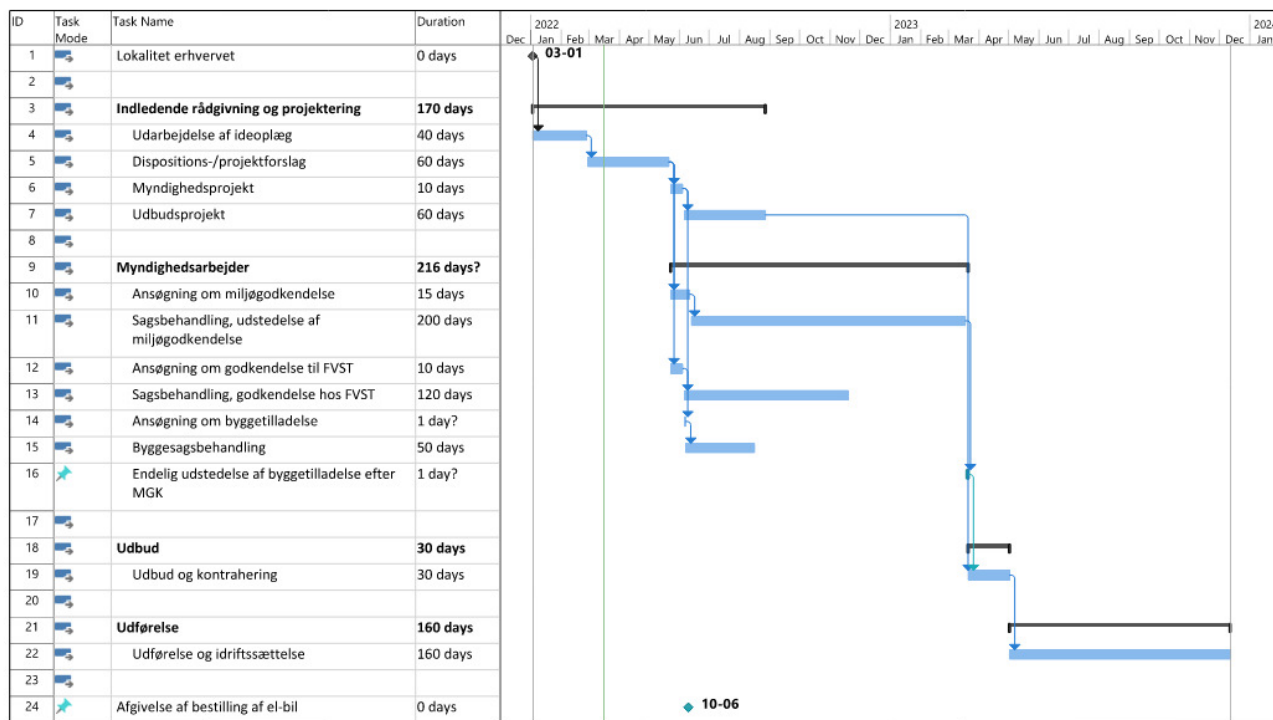 ID Task Mode Task Name Duration 2022 2023 2024
Dec Jan Feb Mar Apr May Jun Jul Aug Sep Oct Nov Dec Jan Feb Mar Apr May Jun Jul Aug Sep Oct Nov Dec Jan
1 Lokalitet erhvervet 0 days 03-01
2
3 Indledende rådgivning og projektering 170 days
4 Udarbejdelse af ideoplæg 40 days
5 Dispositions-/projektforslag 60 days
6 Myndighedsprojekt 10 days
7 Udbudsprojekt 60 days
8
9 Myndighedsarbejder 216 days?
10 Ansøgning om miljøgodkendelse 15 days
11 Sagsbehandling, udstedelse af 200 days
miljøgodkendelse
12 Ansøgning om godkendelse til FVST 10 days
13 Sagsbehandling, godkendelse hos FVST 120 days
14 Ansøgning om byggetilladelse 1 day?
15 Byggesagsbehandling 50 days
16 Endelig udstedelse af byggetilladelse efter 1 day?
MGK
17
18 Udbud 30 days
19 Udbud og kontrahering 30 days
20
21 Udførelse 160 days
22 Udførelse og idriftssættelse 160 days
23
24 Afgivelse af bestilling af el-bil 0 days 10-06